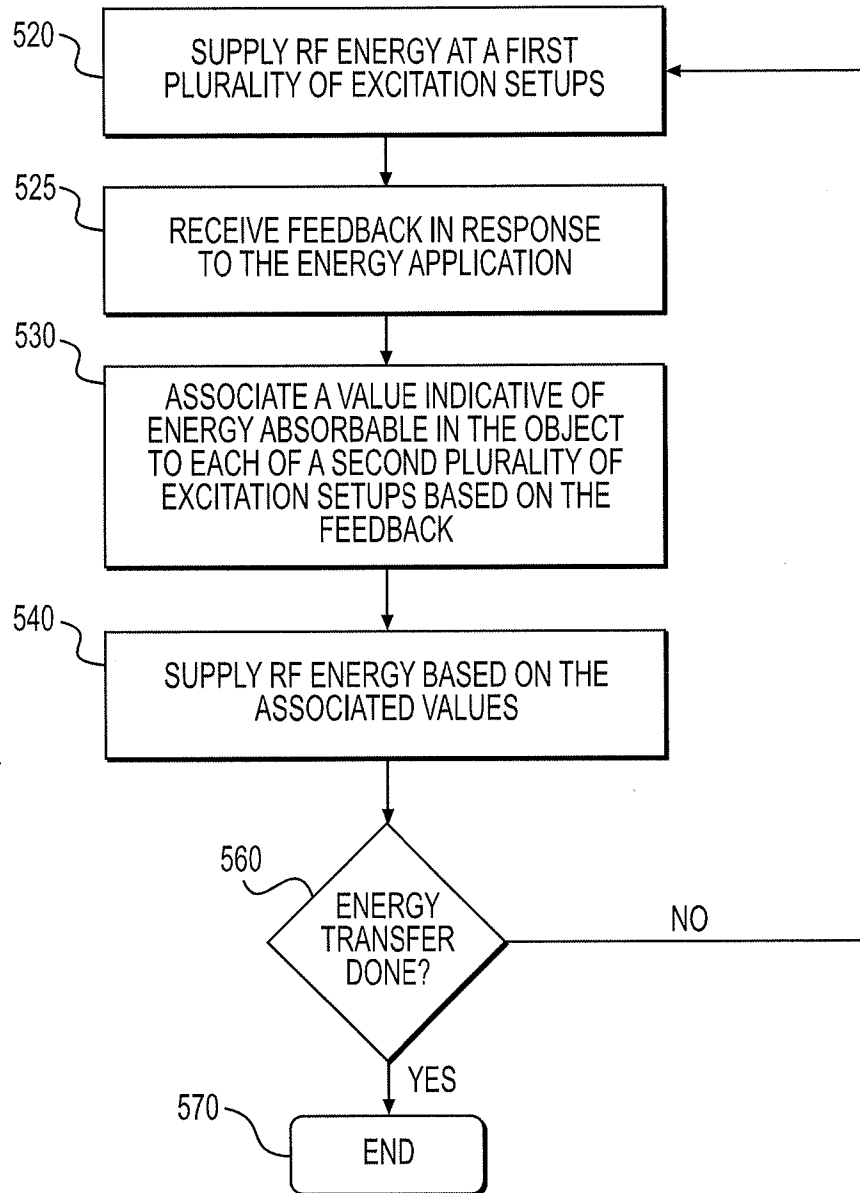 520
SUPPLY RF ENERGY AT A FIRST
PLURALITY OF EXCITATION SETUPS
525
RECEIVE FEEDBACK IN RESPONSE
TO THE ENERGY APPLICATION
530
ASSOCIATE A VALUE INDICATIVE OF
ENERGY ABSORBABLE IN THE OBJECT
TO EACH OF A SECOND PLURALITY OF
EXCITATION SETUPS BASED ON THE
FEEDBACK
540
SUPPLY RF ENERGY BASED ON THE
ASSOCIATED VALUES
560
ENERGY
TRANSFER
DONE?
NO
YES
570
END